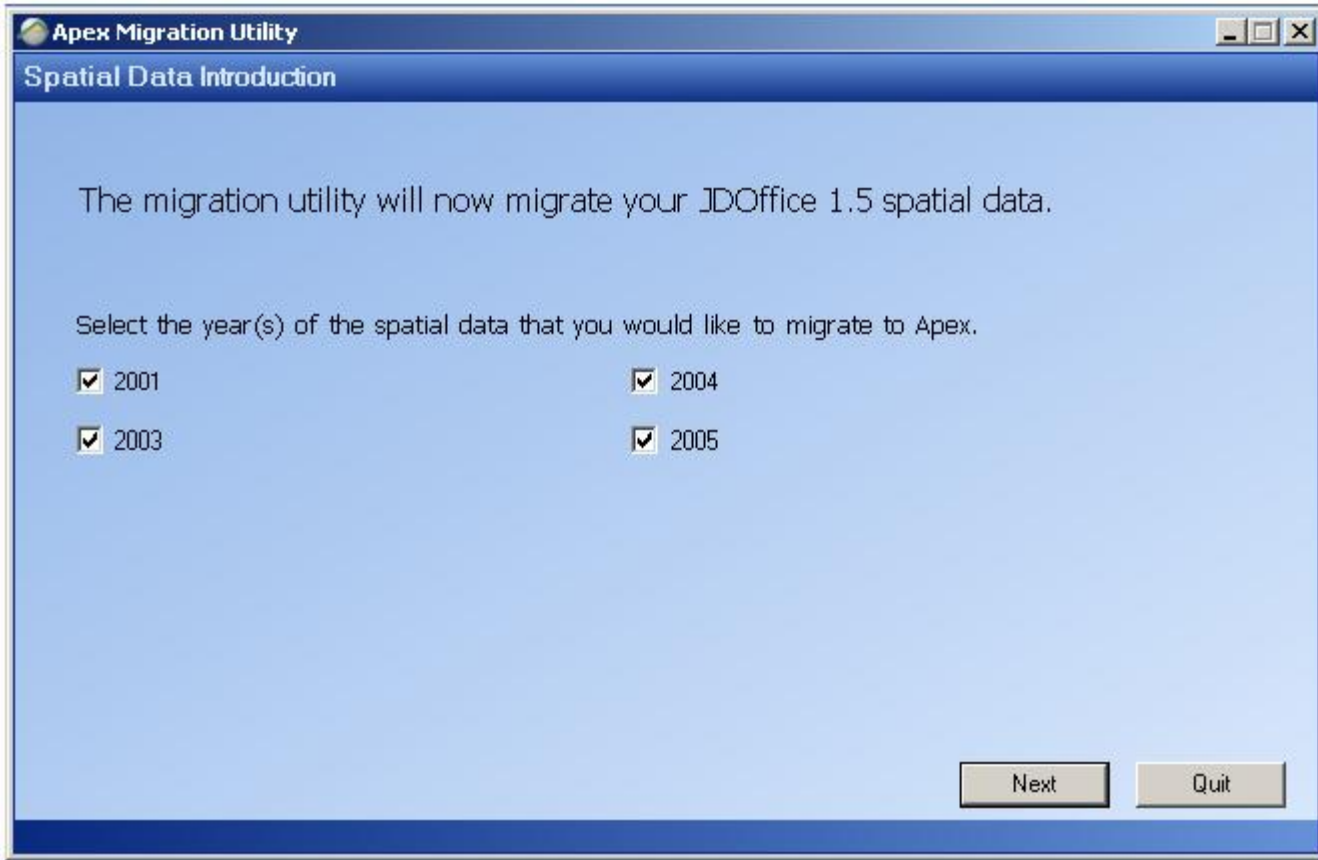 Apex Migration Utility
Spatial Data Introduction
The migration utility will now migrate your JDOffice 1.5 spatial data.
Select the year(s) of the spatial data that you would like to migrate to Apex.
2001 2004
2003 2005
Next Quit